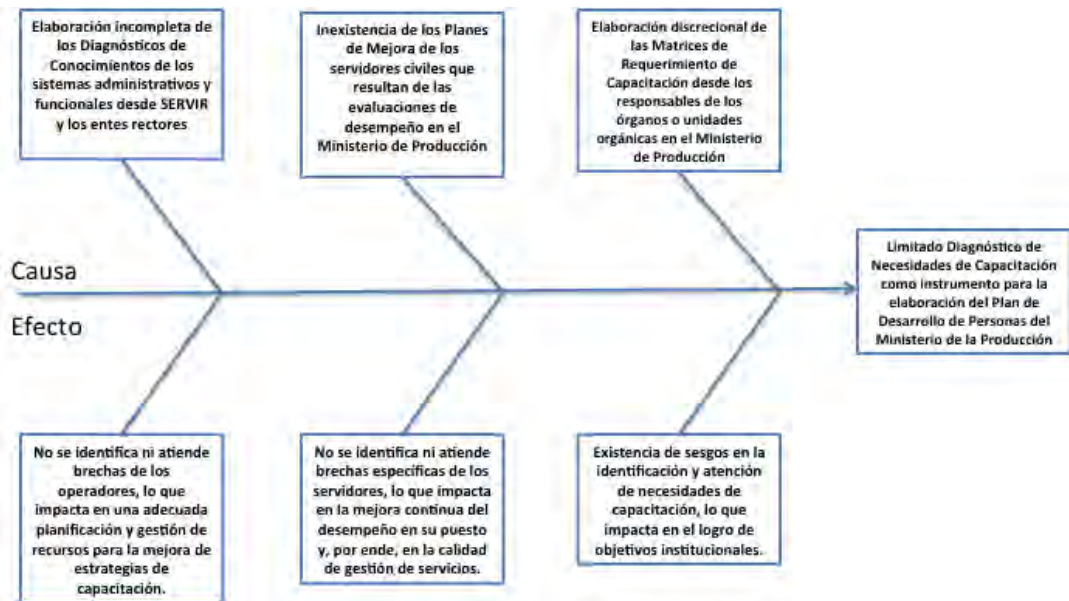 Elaboración incompleta de
los Diagnósticos de
Conocimientos de los
sistemas administrativos y
funcionales desde SERVIR
y los entes rectores
Inexistencia de los Planes
de Mejora de los
servidores civiles que
resultan de las
evaluaciones de
desempeño en el
Ministerio de Producción
Elaboración discrecional de
las Matrices de
Requerimiento de
Capacitación desde los
responsables de los
órganos o unidades
orgánicas en el Ministerio
de Producción
Causa
Efecto
Limitado Diagnóstico de
Necesidades de Capacitación
como instrumento para la
elaboración del Plan de
Desarrollo de Personas del
Ministerio de la Producción
No se identifica ni atiende
brechas de los
operadores, lo que
impacta en una adecuada
planificación y gestión de
recursos para la mejora de
estrategias de
capacitación.
No se identifica ni atiende
brechas específicas de los
servidores, lo que impacta
en la mejora continua del
desempeño en su puesto
y, por ende, en la calidad
de gestión de servicios.
Existencia de sesgos en la
identificación y atención
de necesidades de
capacitación, lo que
impacta en el logro de
objetivos institucionales.